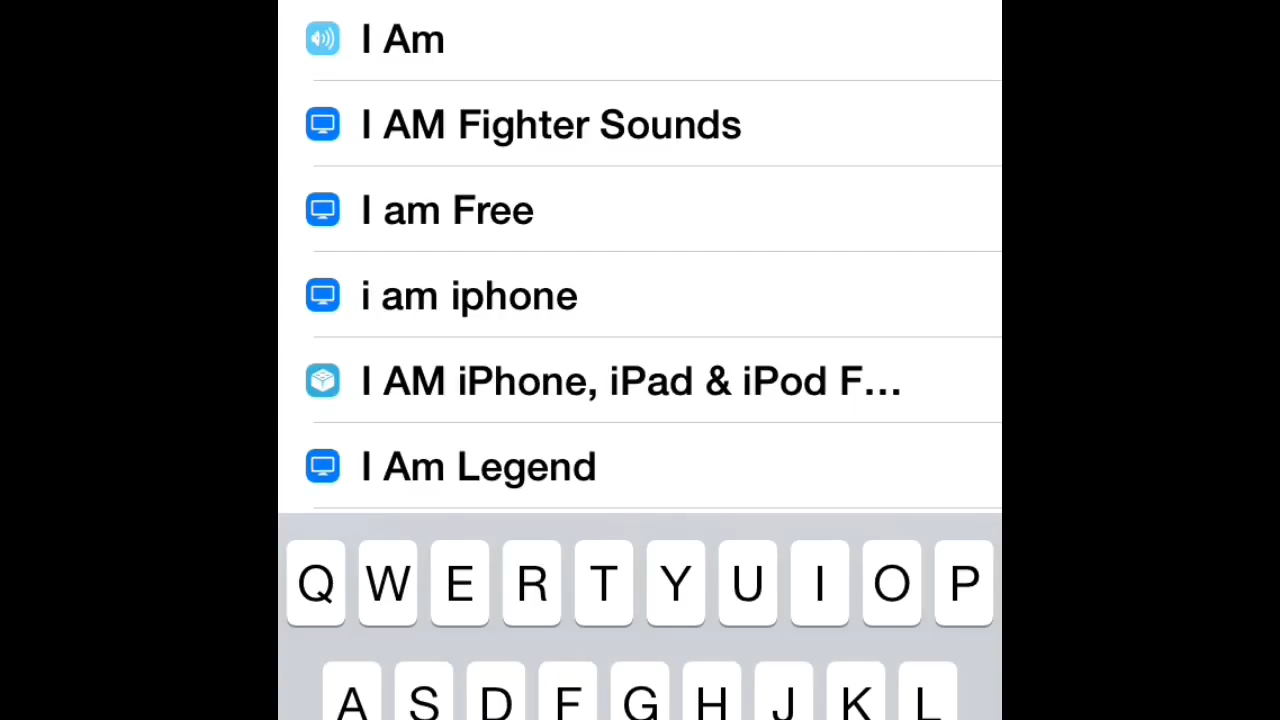 I Am
I AM Fighter Sounds
I am Free
i am iphone
I AM iPhone, iPad & iPod F...
I Am Legend
Q W E R T Y U I O P
A S D F G H J K L